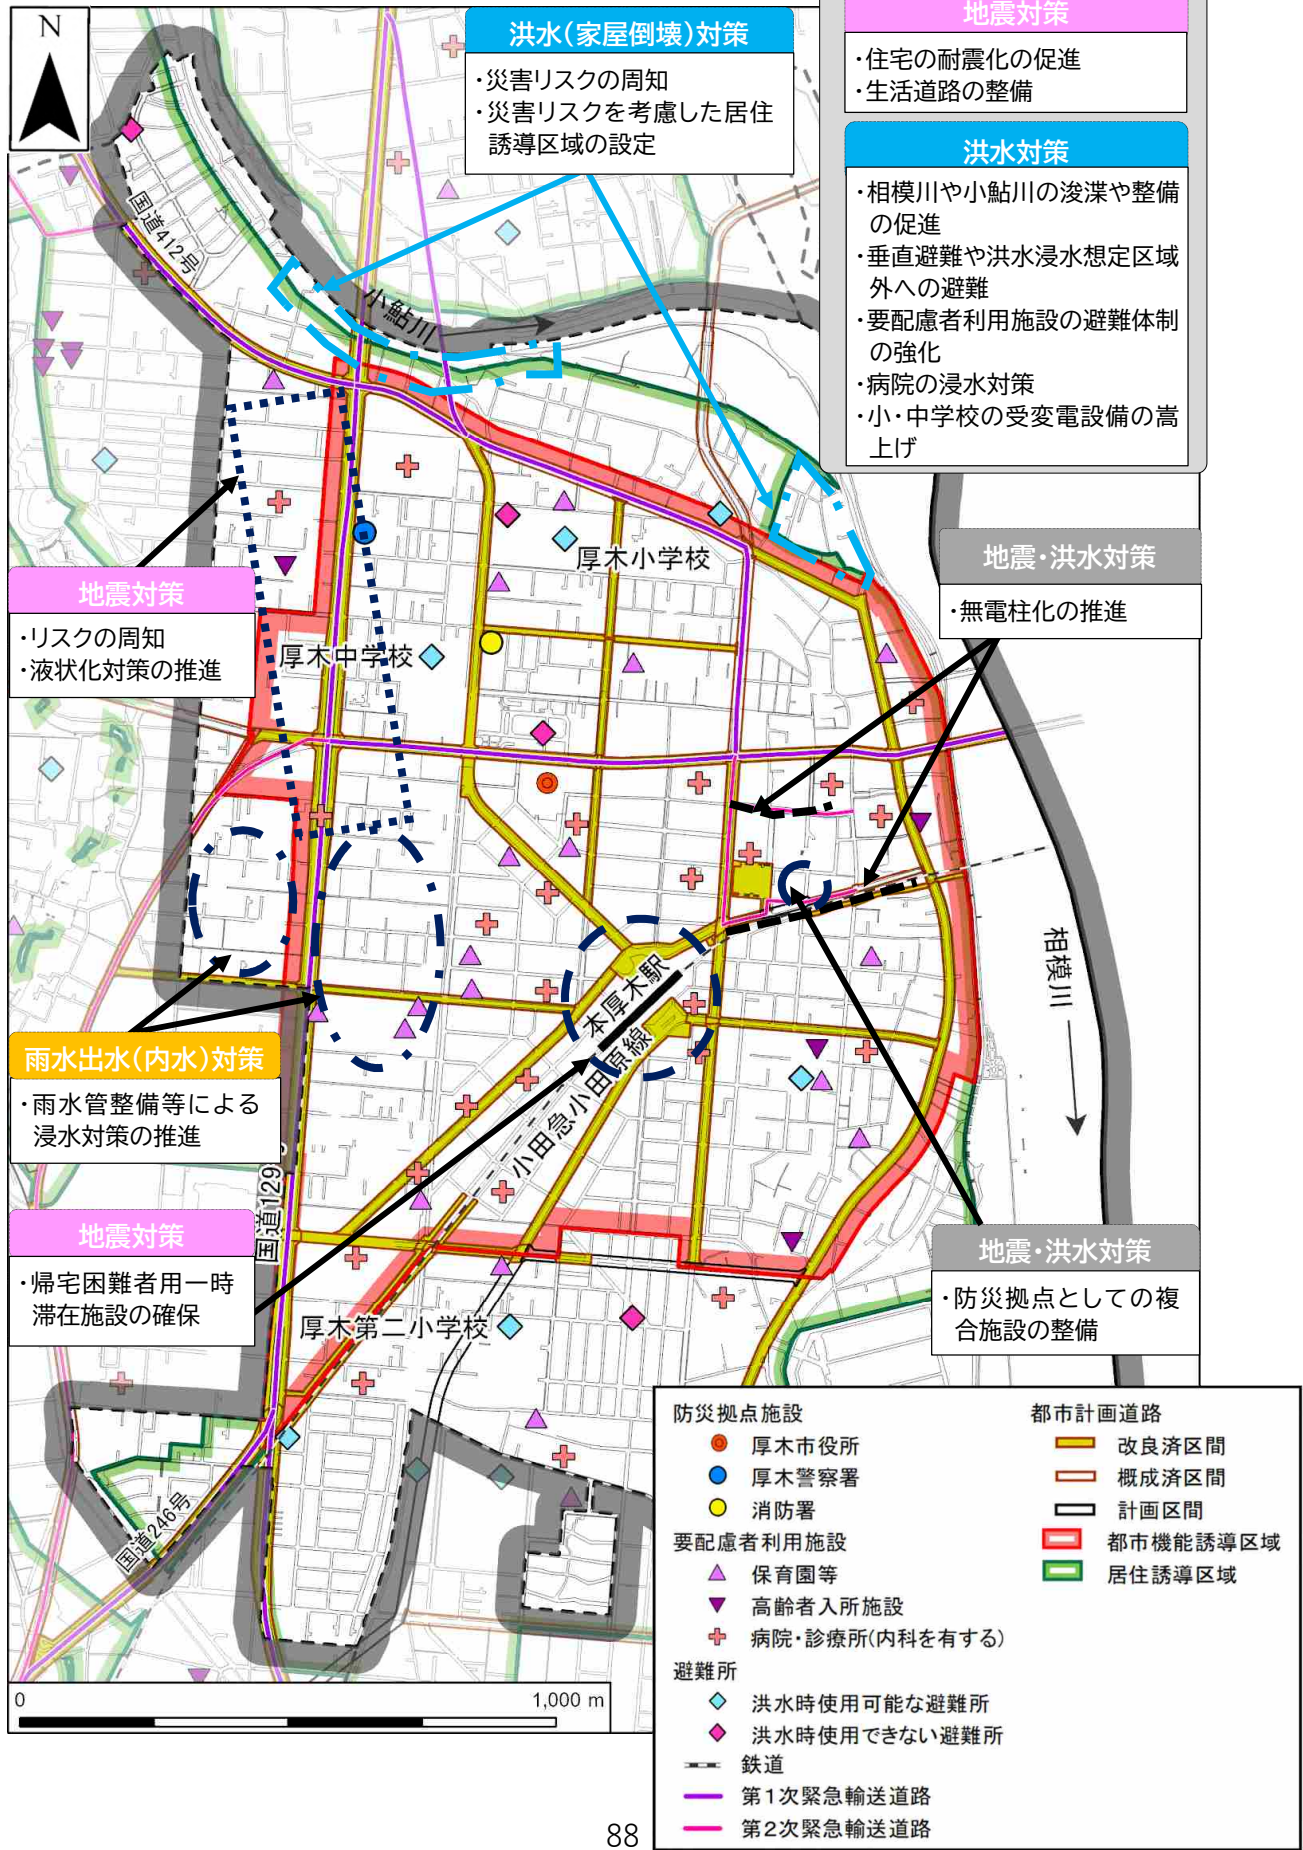 N
洪水(家屋倒壊)対策
・災害リスクの周知
・災害リスクを考慮した居住
誘導区域の設定
地震対策
・住宅の耐震化の促進
・生活道路の整備
洪水対策
・相模川や小鮎川の浚渫や整備
の促進
・垂直避難や洪水浸水想定区域
外への避難
・要配慮者利用施設の避難体制
の強化
・病院の浸水対策
・小・中学校の受変電設備の嵩
上げ
国道412号
小鮎川
厚木小学校
地震・洪水対策
・無電柱化の推進
地震対策
・リスクの周知
・液状化対策の推進
厚木中学校
相模川
本厚木駅
小田急小田原線
雨水出水(内水)対策
・雨水管整備等による
浸水対策の推進
国道129
地震対策
・帰宅困難者用一時
滞在施設の確保
地震・洪水対策
・防災拠点としての複
合施設の整備
厚木第二小学校
国道246号
防災拠点施設
厚木市役所
厚木警察署
消防署
要配慮者利用施設
保育園等
高齢者入所施設
病院・診療所(内科を有する)
避難所
洪水時使用可能な避難所
洪水時使用できない避難所
鉄道
第1次緊急輸送道路
第2次緊急輸送道路
都市計画道路
改良済区間
概成済区間
計画区間
都市機能誘導区域
居住誘導区域
0
1,000 m
88